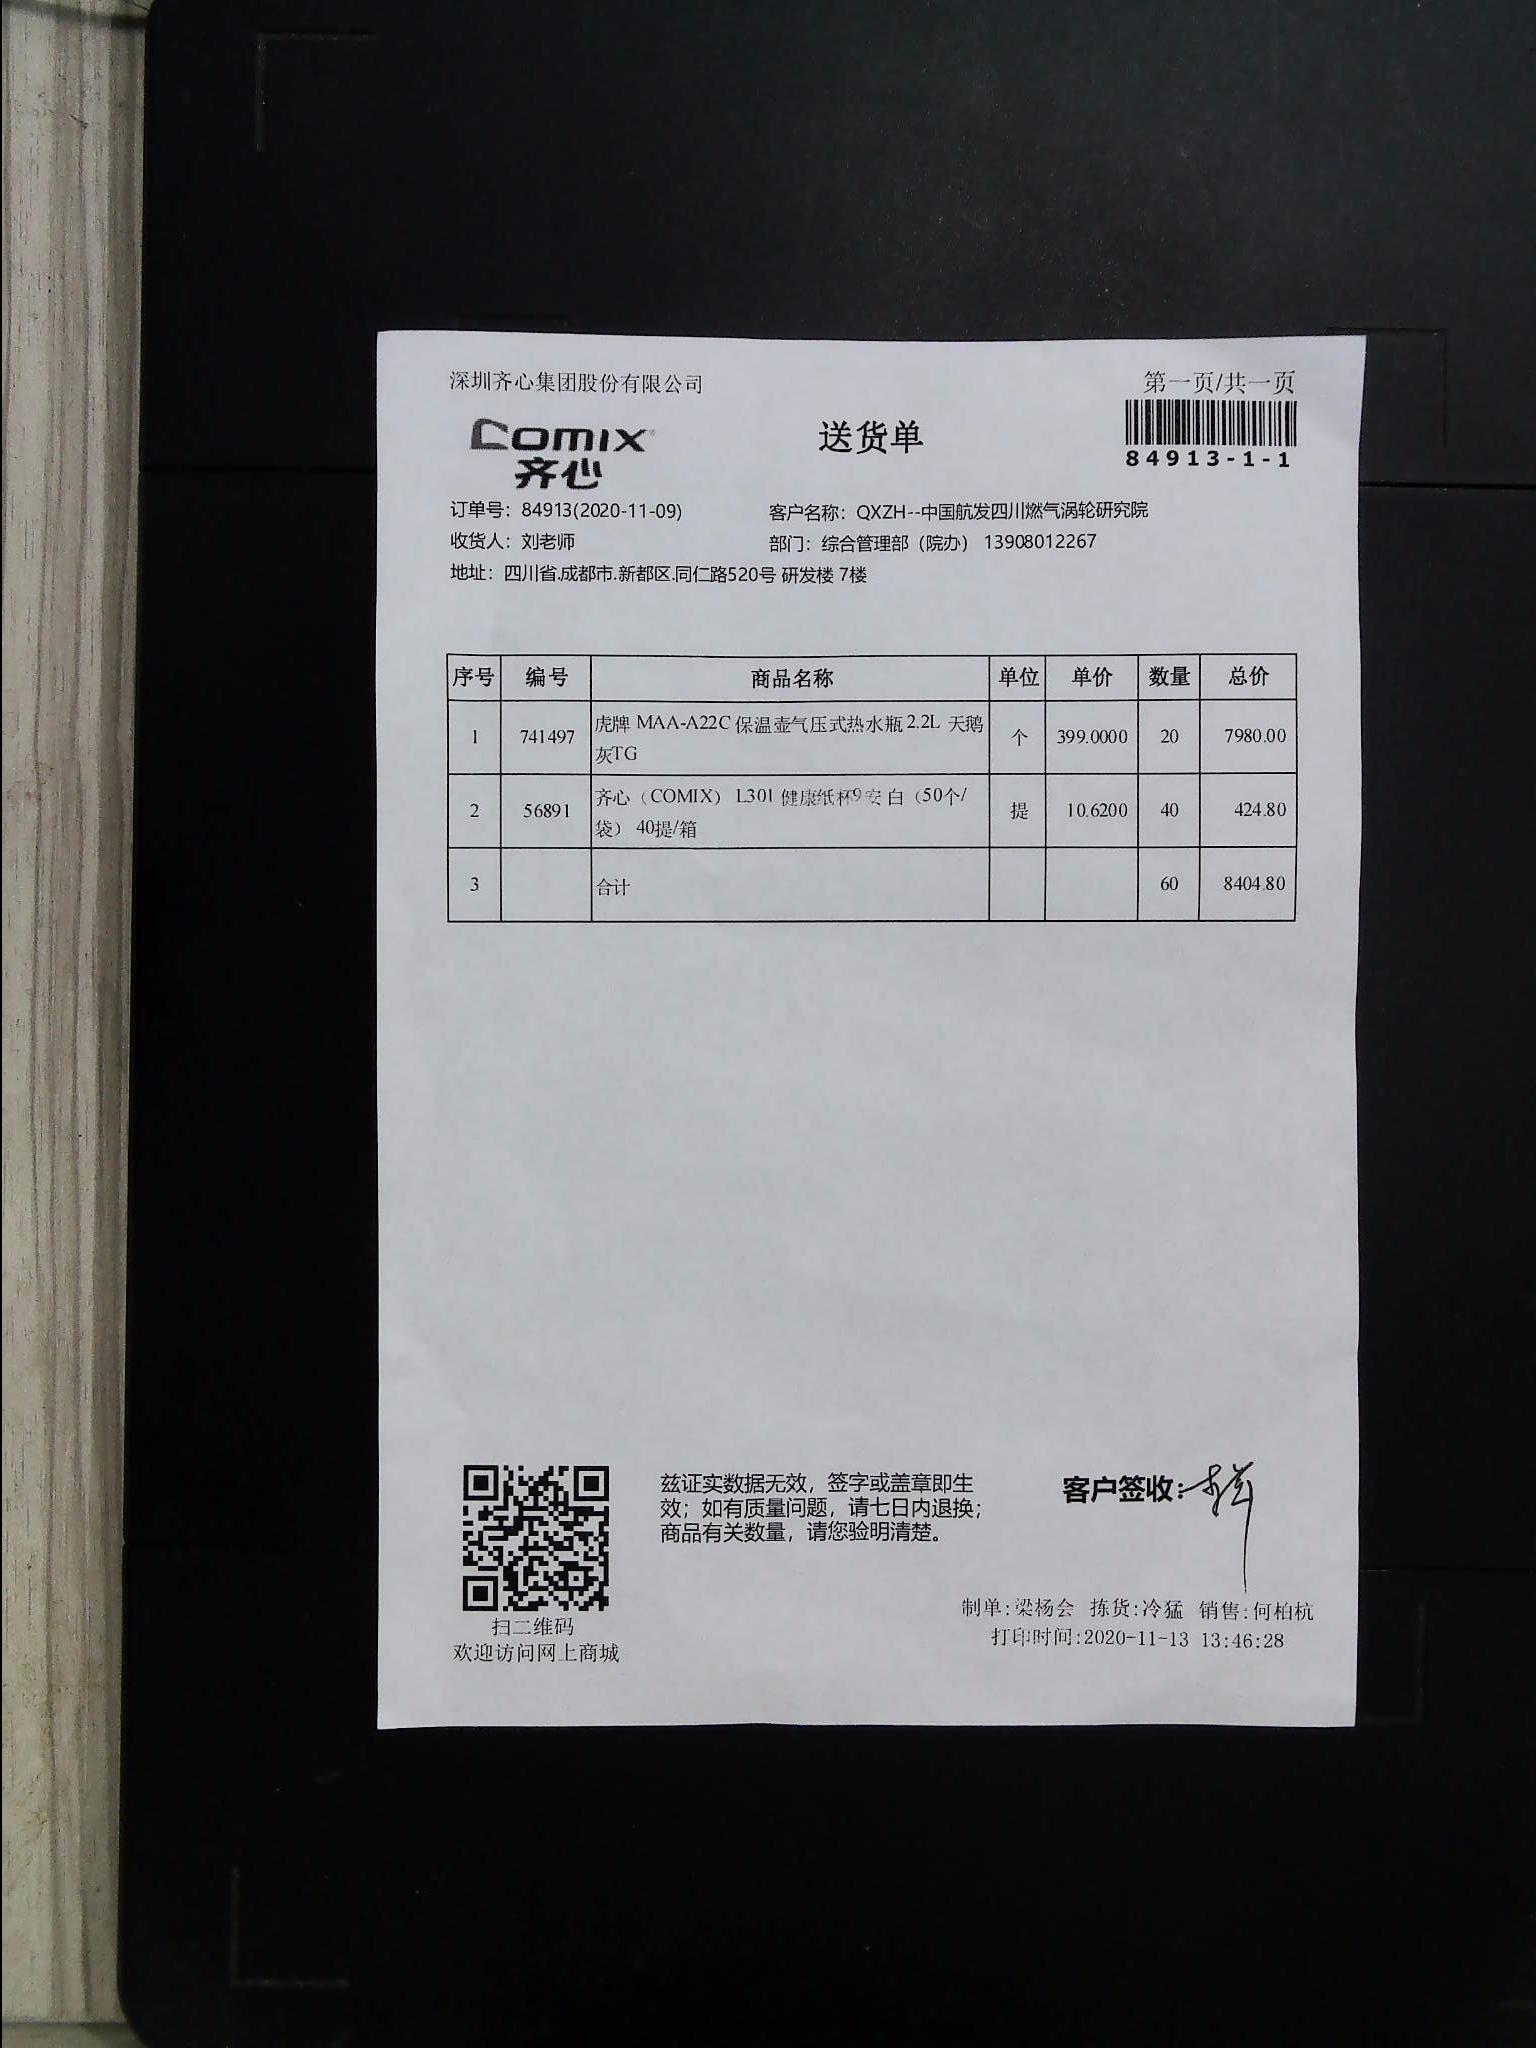 深圳齐心集团股份有限公司
第一页/共一页
COMIX
齐心
送货单
84913-1-1
订单号：84913(2020-11-09)
客户名称：QXZH--中国航发四川燃气涡轮研究院
收货人：刘老师
部门：综合管理部（院办） 13908012267
地址：四川省.成都市.新都区.同仁路520号 研发楼 7楼
序号 编号 商品名称 单位 单价 数量 总价
1 741497 虎牌 MAA-A22C 保温壶气压式热水瓶 2.2L 天鹅
灰TG 个 399.0000 20 7980.00
2 56891 齐心（COMIX） L301 健康纸杯9安 白（50个/
袋） 40提/箱 提 10.6200 40 424.80
3 合计 60 8404.80
兹证实数据无效，签字或盖章即生
效；如有质量问题，请七日内退换；
商品有关数量，请您验明清楚。
客户签收：
扫二维码
欢迎访问网上商城
制单:梁杨会 拣货:冷猛 销售:何柏杭
打印时间:2020-11-13 13:46:28